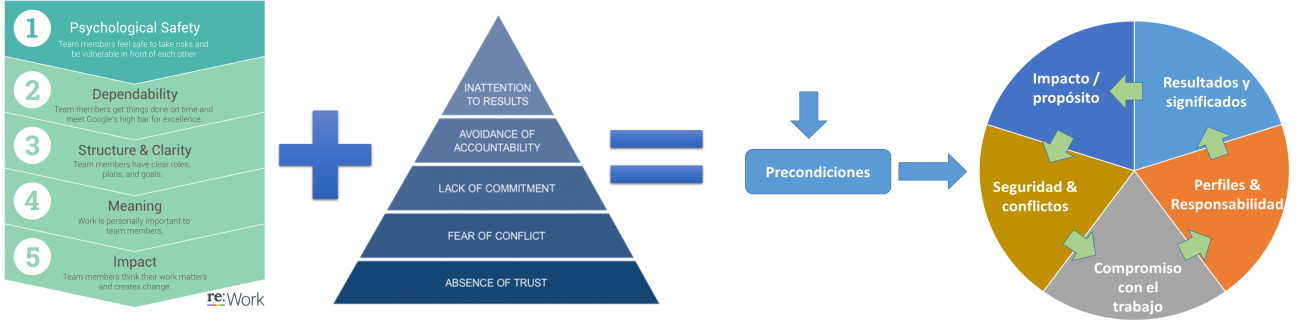 1
Psychological Safety
Team members feel safe to take risks and
be vulnerable in front of each other.
2
Dependability
Team members get things done on time and
meet Google's high bar for excellence.
3
Structure & Clarity
Team members have clear roles,
plans, and goals.
4
Meaning
Work is personally important to
team members.
5
Impact
Team members think their work matters
and creates change.
re:Work
INATTENTION
TO RESULTS
AVOIDANCE OF
ACCOUNTABILITY
LACK OF COMMITMENT
FEAR OF CONFLICT
ABSENCE OF TRUST
Precondiciones
Impacto /
propósito
Resultados y
significados
Seguridad &
conflictos
Perfiles &
Responsabilidad
Compromiso
con el
trabajo